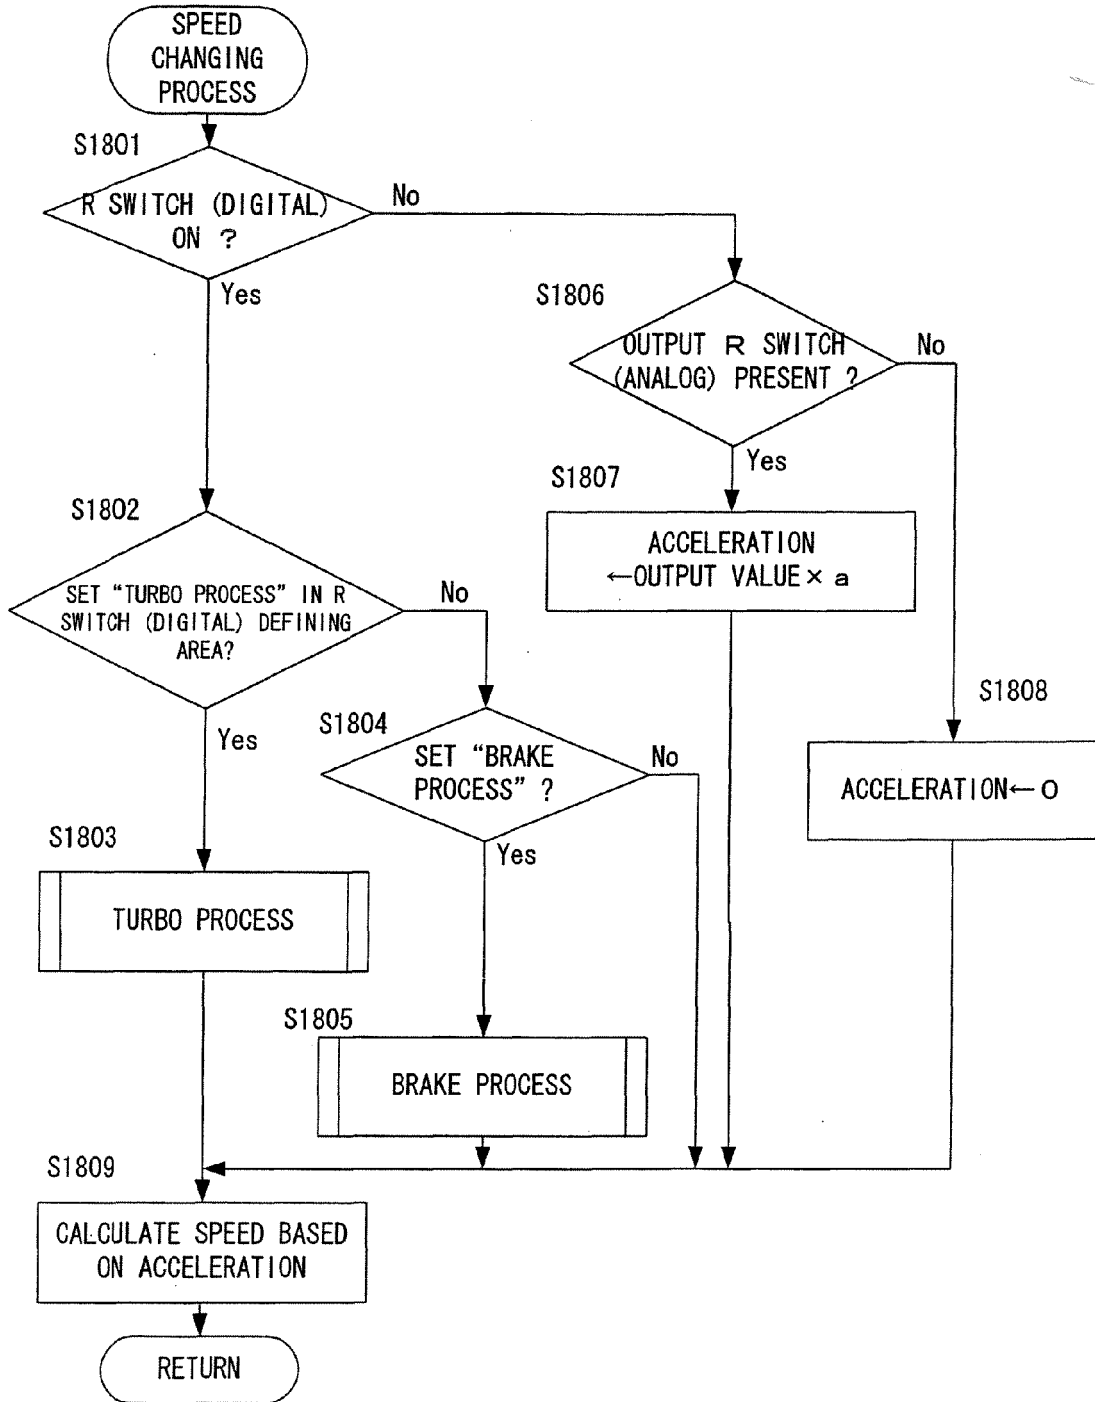 SPEED
CHANGING
PROCESS
S1801
R SWITCH (DIGITAL)
ON ?
No
Yes
S1806
OUTPUT R SWITCH
(ANALOG) PRESENT ?
No
Yes
S1807
ACCELERATION
←OUTPUT VALUE× a
S1802
SET “TURBO PROCESS” IN R
SWITCH (DIGITAL) DEFINING
AREA?
No
Yes
S1804
SET “BRAKE
PROCESS” ?
No
Yes
S1808
ACCELERATION←0
S1803
TURBO PROCESS
S1805
BRAKE PROCESS
S1809
CALCULATE SPEED BASED
ON ACCELERATION
RETURN